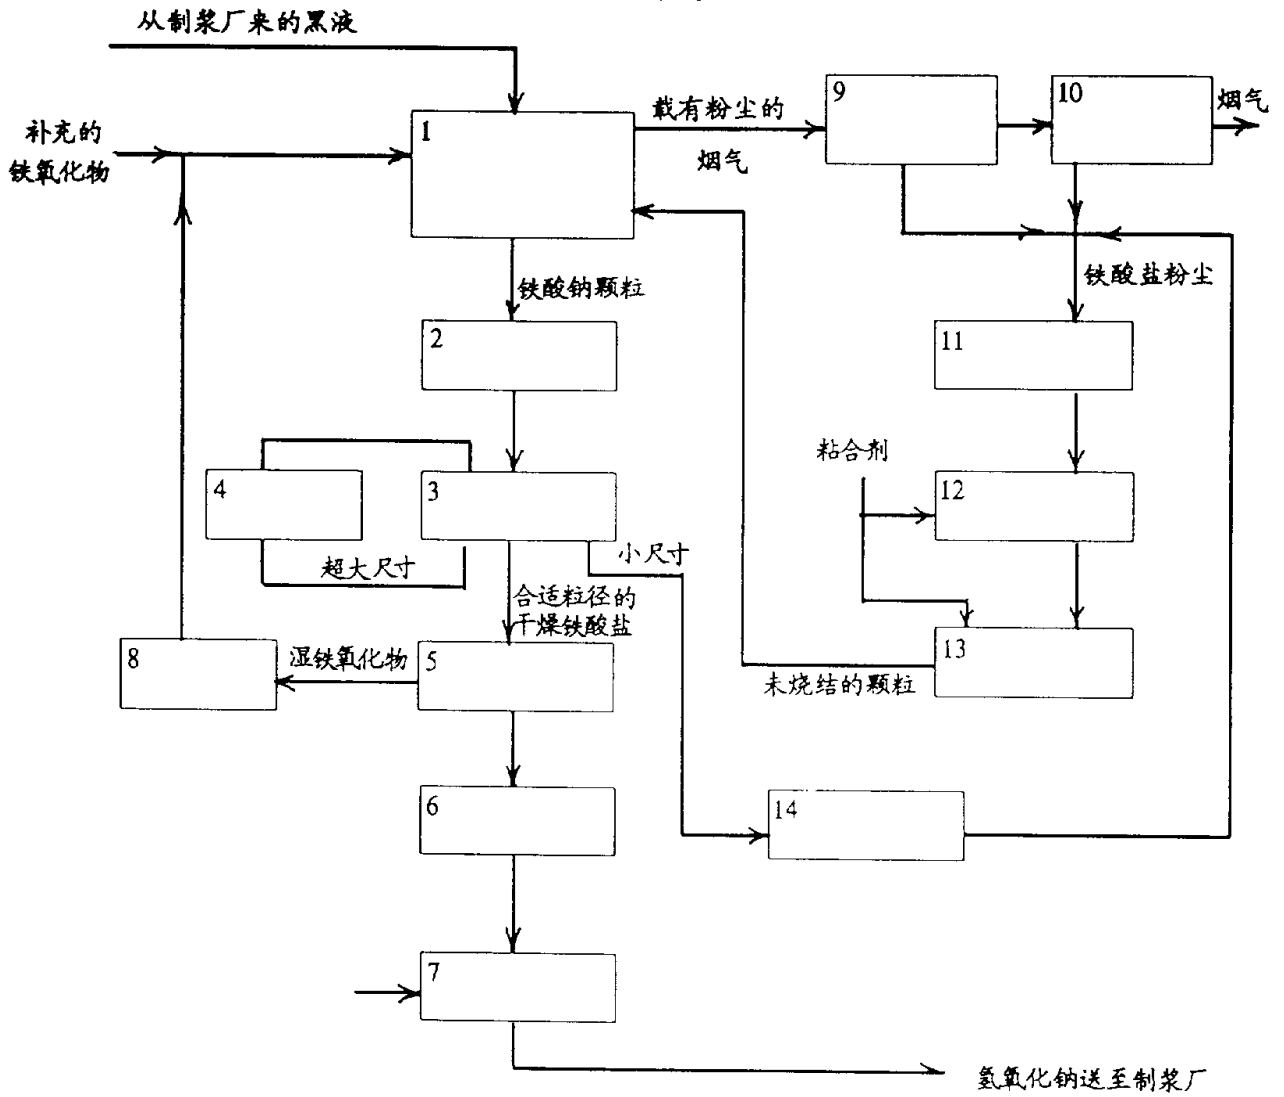 从制浆厂来的黑液
补充的
铁氧化物
1
载有粉尘的
烟气
9
10
烟气
铁酸钠颗粒
铁酸盐粉尘
2
11
粘合剂
4
3
12
超大尺寸
小尺寸
合适粒径的
干燥铁酸盐
8
湿铁氧化物
5
13
未烧结的颗粒
6
14
7
氢氧化钠送至制浆厂